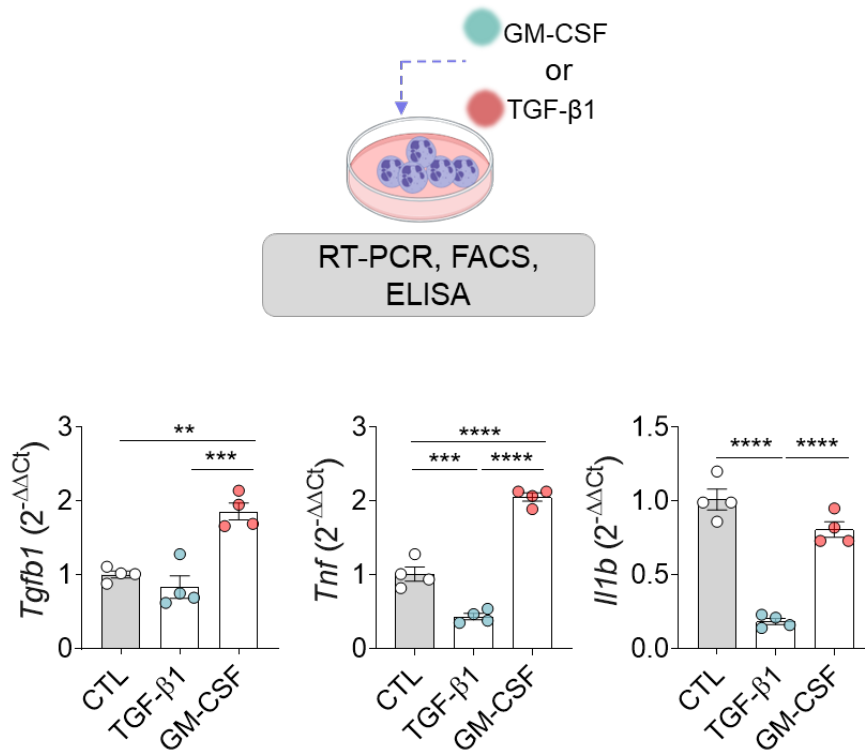 GM-CSF
or
TGF-β1
RT-PCR, FACS,
ELISA
Tgfb1 (2^-ΔΔCt)
3
2
1
0
**
***
CTL
TGF-β1
GM-CSF
Tnf (2^-ΔΔCt)
3
2
1
0
****
*** ****
CTL
TGF-β1
GM-CSF
Il1b (2^-ΔΔCt)
1.5
1.0
0.5
0.0
**** ****
CTL
TGF-β1
GM-CSF